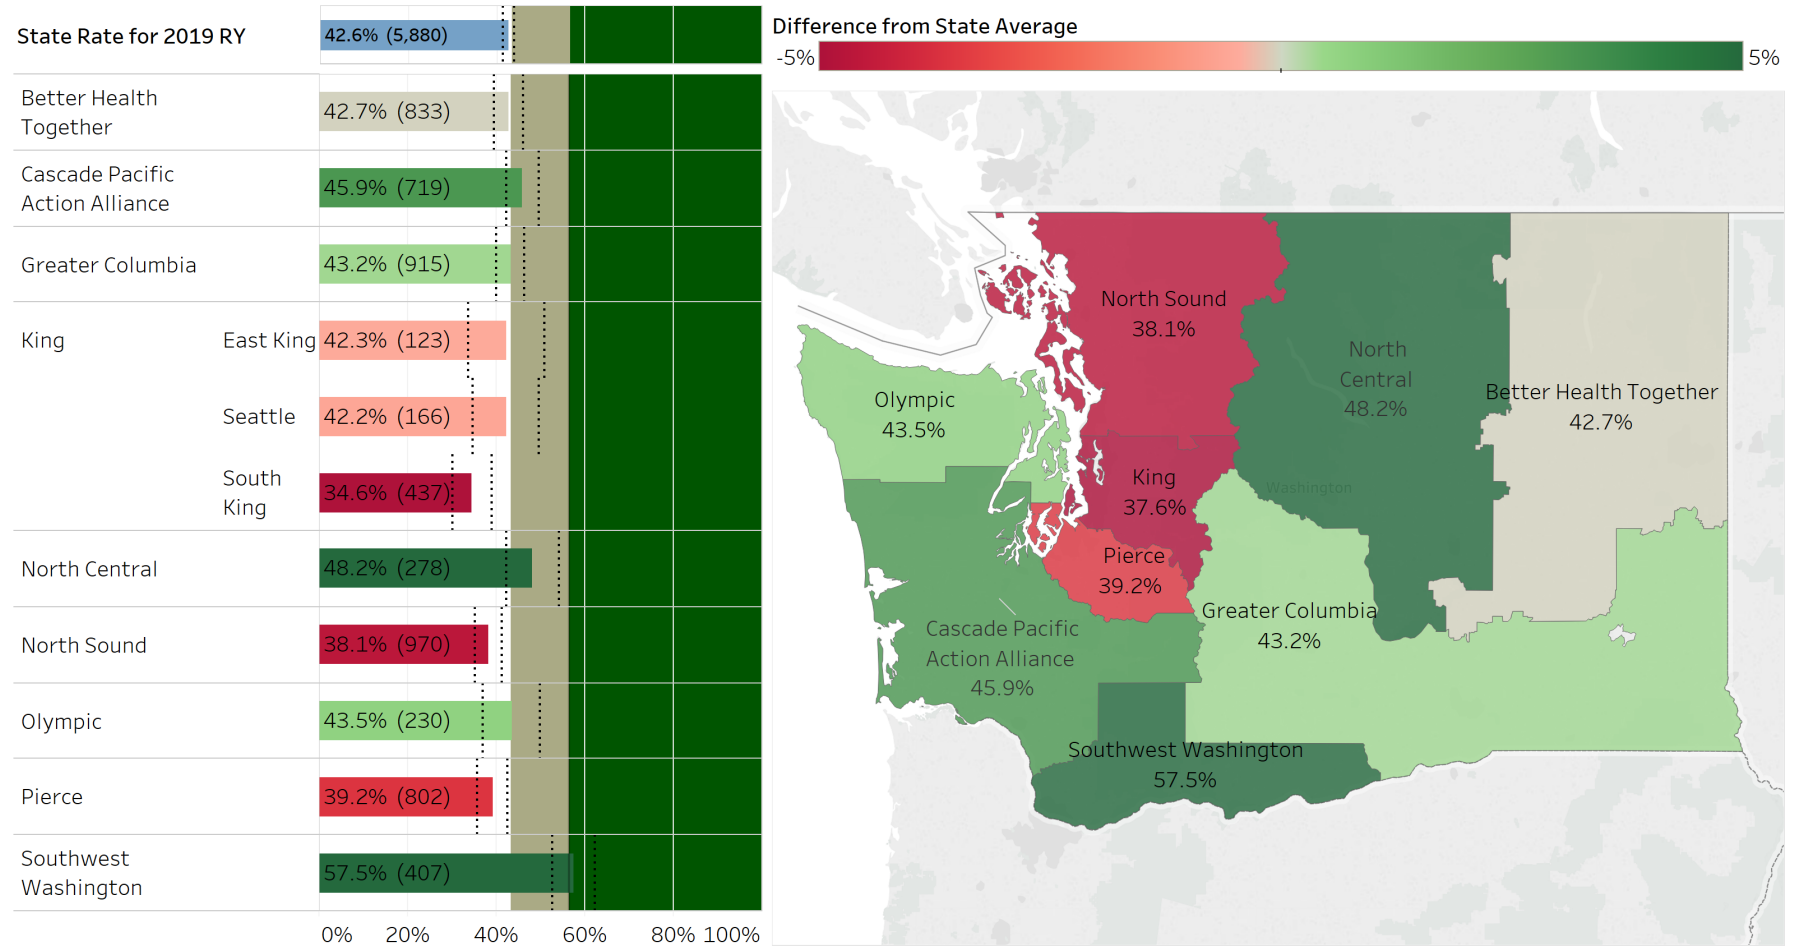 State Rate for 2019 RY
42.6% (5,880)
Better Health
Together
42.7% (833)
Cascade Pacific
Action Alliance
45.9% (719)
Greater Columbia
43.2% (915)
King
East King
42.3% (123)
Seattle
42.2% (166)
South
King
34.6% (437)
North Central
48.2% (278)
North Sound
38.1% (970)
Olympic
43.5% (230)
Pierce
39.2% (802)
Southwest
Washington
57.5% (407)
0% 20% 40% 60% 80% 100%
Difference from State Average
-5%
5%
North Sound
38.1%
North
Central
48.2%
Better Health Together
42.7%
Olympic
43.5%
King
37.6%
Washington
Pierce
39.2%
Greater Columbia
43.2%
Cascade Pacific
Action Alliance
45.9%
Southwest Washington
57.5%